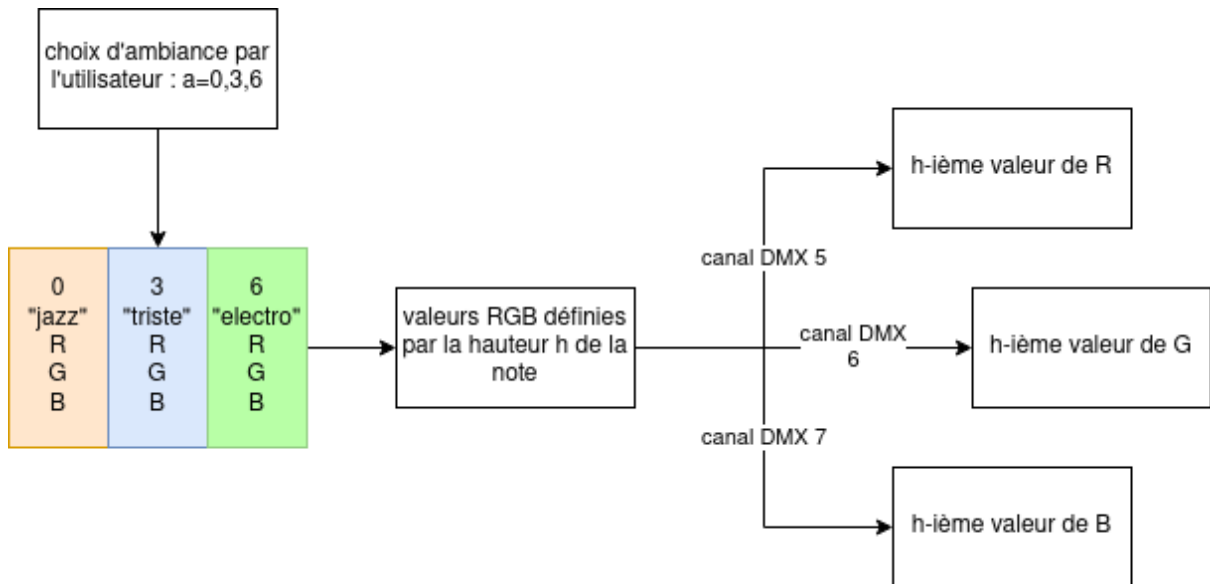 choix d'ambiance par
l'utilisateur : a=0,3,6
0
"jazz"
R
G
B
3
"triste"
R
G
B
6
"electro"
R
G
B
valeurs RGB définies
par la hauteur h de la
note
canal DMX 5
h-ième valeur de R
canal DMX
6
h-ième valeur de G
canal DMX 7
h-ième valeur de B